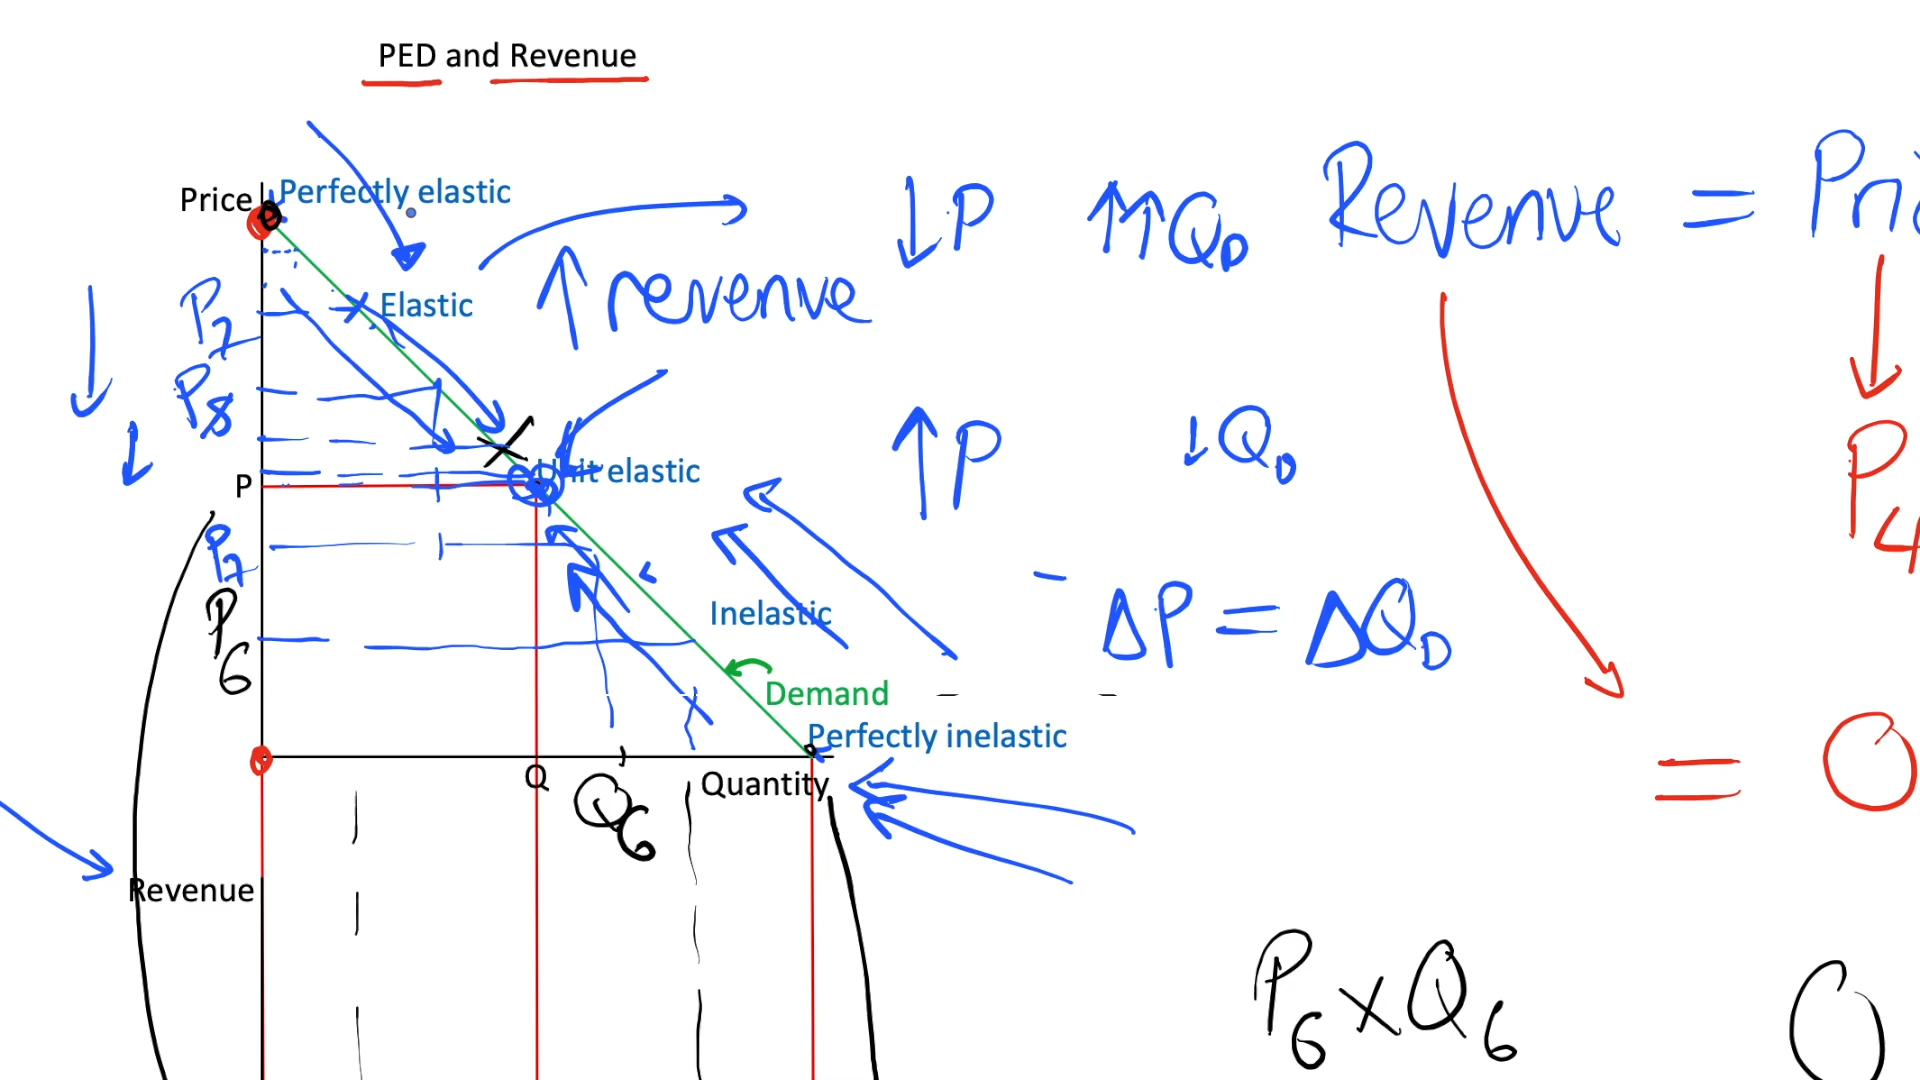 PED and Revenue
Price
Perfectly elastic
↓P ↑↑Q_D
Revenue = Pri
P_7
Elastic
↑ revenue
P_8
↑P ↓Q_D
P_4
P
Unit elastic
P_7
ΔP = ΔQ_D
P_6
Inelastic
Demand
Perfectly inelastic
= 0
Q
Q_6
Quantity
Revenue
P_6 x Q_6
0